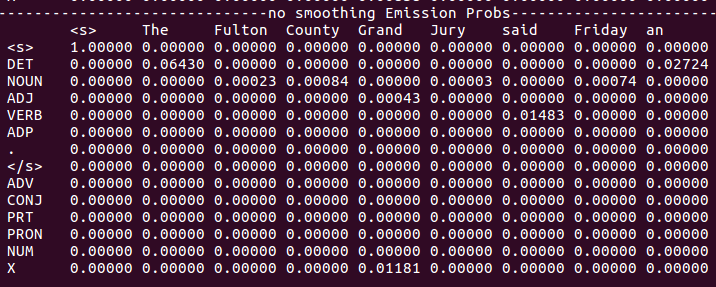 -----------------------------no smoothing Emission Probs-----------------------------
<s> The Fulton County Grand Jury said Friday an
<s> 1.00000 0.00000 0.00000 0.00000 0.00000 0.00000 0.00000 0.00000 0.00000
DET 0.00000 0.06430 0.00000 0.00000 0.00000 0.00000 0.00000 0.00000 0.02724
NOUN 0.00000 0.00000 0.00023 0.00084 0.00000 0.00003 0.00000 0.00074 0.00000
ADJ 0.00000 0.00000 0.00000 0.00000 0.00043 0.00000 0.00000 0.00000 0.00000
VERB 0.00000 0.00000 0.00000 0.00000 0.00000 0.00000 0.01483 0.00000 0.00000
ADP 0.00000 0.00000 0.00000 0.00000 0.00000 0.00000 0.00000 0.00000 0.00000
. 0.00000 0.00000 0.00000 0.00000 0.00000 0.00000 0.00000 0.00000 0.00000
</s> 0.00000 0.00000 0.00000 0.00000 0.00000 0.00000 0.00000 0.00000 0.00000
ADV 0.00000 0.00000 0.00000 0.00000 0.00000 0.00000 0.00000 0.00000 0.00000
CONJ 0.00000 0.00000 0.00000 0.00000 0.00000 0.00000 0.00000 0.00000 0.00000
PRT 0.00000 0.00000 0.00000 0.00000 0.00000 0.00000 0.00000 0.00000 0.00000
PRON 0.00000 0.00000 0.00000 0.00000 0.00000 0.00000 0.00000 0.00000 0.00000
NUM 0.00000 0.00000 0.00000 0.00000 0.00000 0.00000 0.00000 0.00000 0.00000
X 0.00000 0.00000 0.00000 0.00000 0.01181 0.00000 0.00000 0.00000 0.00000